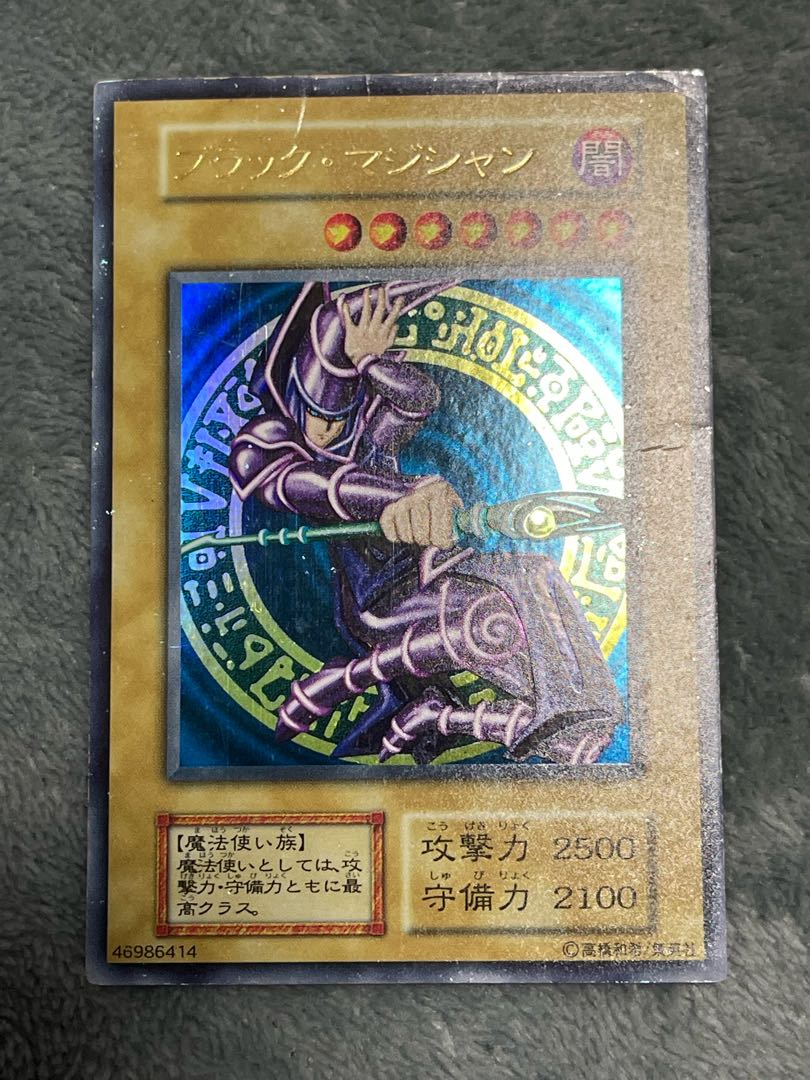 ブラック・マジシャン
闇
【魔法使い族】
魔法使いとしては、攻
撃力・守備力ともに最
高クラス。
攻撃力 2500
守備力 2100
46986414
©高橋和希/集英社